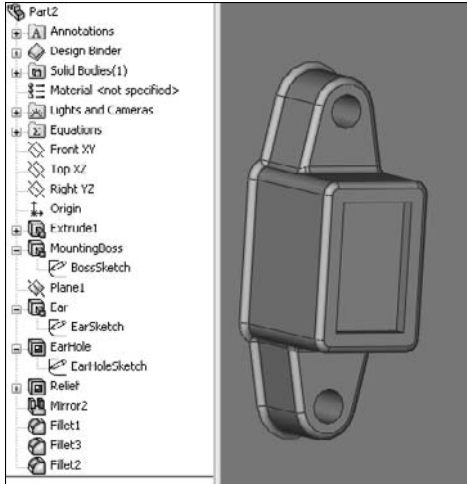 Part2
Annotations
Design Binder
Solid Bodies(1)
Material <not specified>
Lights and Cameras
Equations
Front XY
Top XZ
Right YZ
Origin
Extrude1
MountingBoss
BossSketch
Plane1
Ear
EarSketch
EarHole
EarHoleSketch
Relief
Mirror2
Fillet1
Fillet3
Fillet2